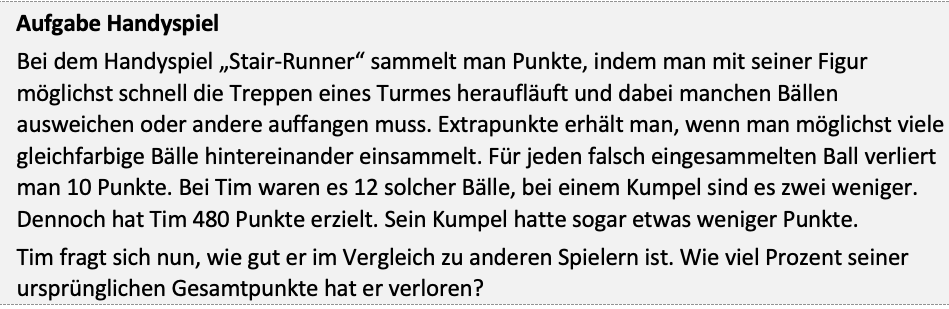 Aufgabe Handyspiel
Bei dem Handyspiel „Stair-Runner“ sammelt man Punkte, indem man mit seiner Figur
möglichst schnell die Treppen eines Turmes heraufläuft und dabei manchen Bällen
ausweichen oder andere auffangen muss. Extrapunkte erhält man, wenn man möglichst viele
gleichfarbige Bälle hintereinander einsammelt. Für jeden falsch eingesammelten Ball verliert
man 10 Punkte. Bei Tim waren es 12 solcher Bälle, bei einem Kumpel sind es zwei weniger.
Dennoch hat Tim 480 Punkte erzielt. Sein Kumpel hatte sogar etwas weniger Punkte.
Tim fragt sich nun, wie gut er im Vergleich zu anderen Spielern ist. Wie viel Prozent seiner
ursprünglichen Gesamtpunkte hat er verloren?